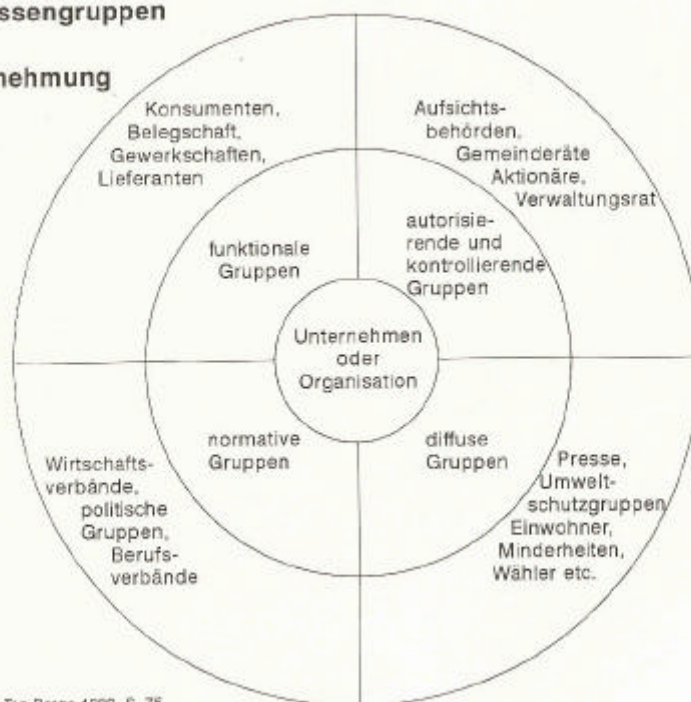 ssengruppen
nehmung
Konsumenten,
Belegschaft,
Gewerkschaften,
Lieferanten
Aufsichts-
behörden,
Gemeinderäte
Aktionäre,
Verwaltungsrat
funktionale
Gruppen
autorisie-
rende und
kontrollierende
Gruppen
Unternehmen
oder
Organisation
normative
Gruppen
diffuse
Gruppen
Wirtschafts-
verbände,
politische
Gruppen,
Berufs-
verbände
Presse,
Umwelt-
schutzgruppen
Einwohner,
Minderheiten,
Wähler etc.
S. 75